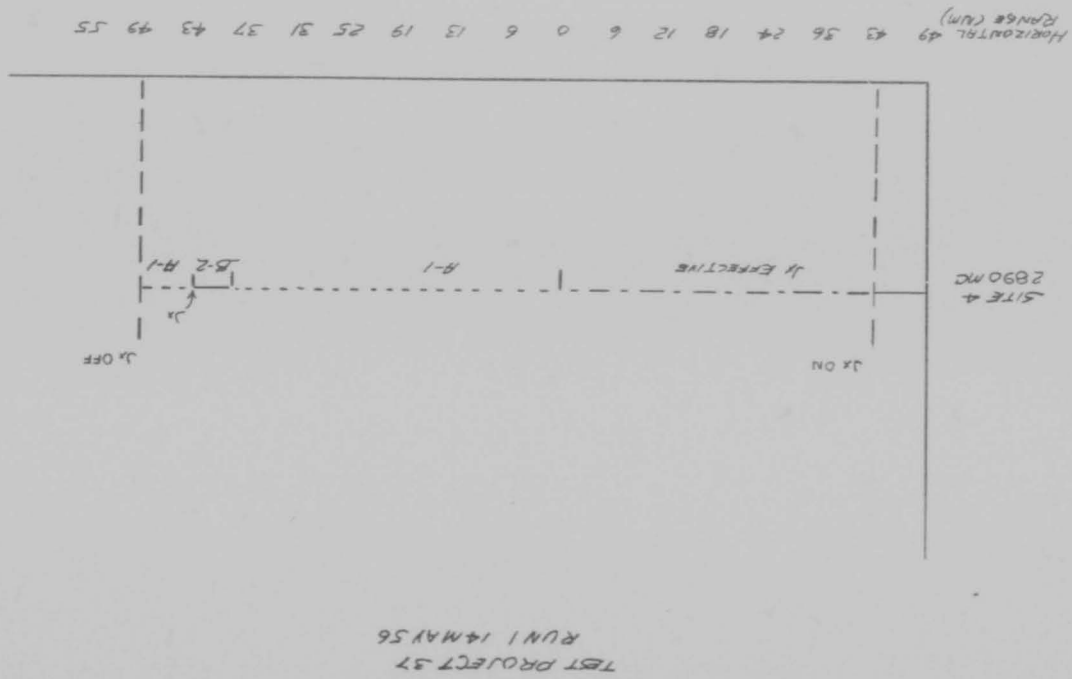 TEST PROJECT 37
RUN 1 14 MAY 56
Jx ON
Jx OFF
Jx
SITE 4
2890 MC
Jx EFFECTIVE
A-1
B-2
A-1
HORIZONTAL 49 43 36 24 18 12 6 0 6 13 19 25 31 37 43 49 55
RANGE (NM)